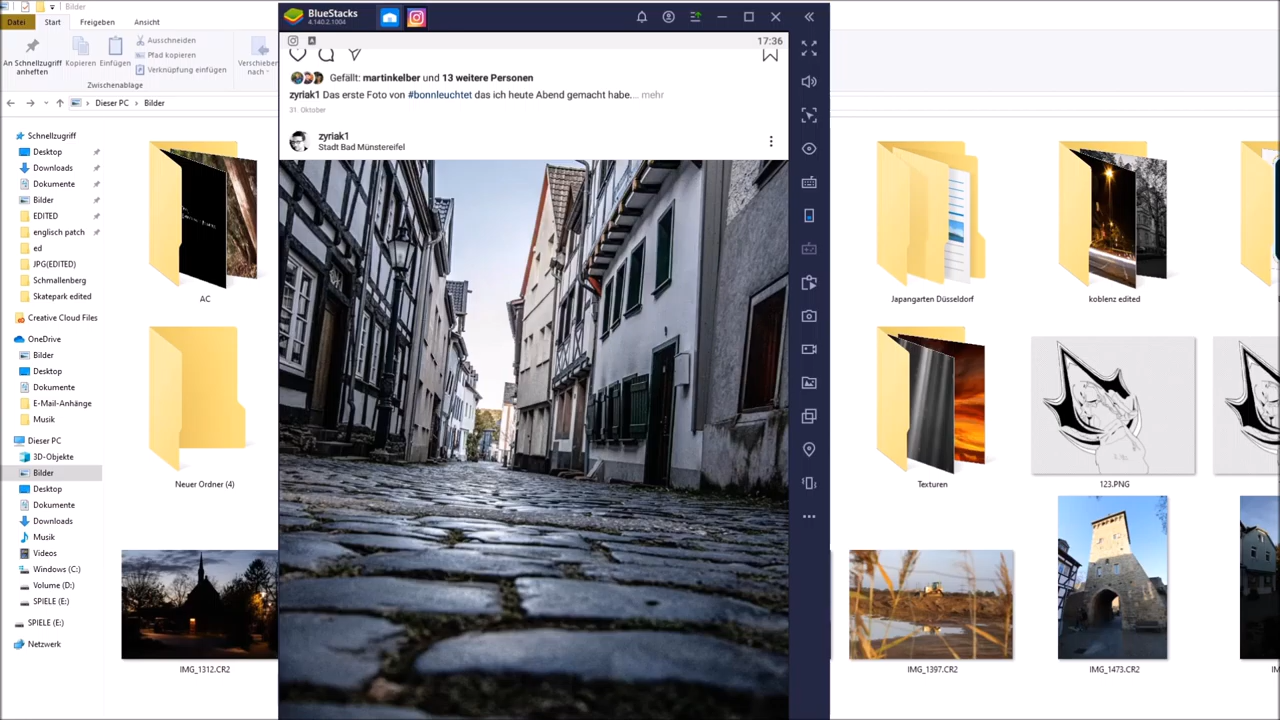 Bilder
Datei
Start
Freigeben
Ansicht
An Schnellzugriff
anheften
Kopieren
Einfügen
Ausschneiden
Pfad kopieren
Verknüpfung einfügen
Verschieben
nach
Zwischenablage
Dieser PC
Bilder
Schnellzugriff
Desktop
Downloads
Dokumente
Bilder
EDITED
englisch patch
ed
JPG(EDITED)
Schmallenberg
Skatepark edited
Creative Cloud Files
OneDrive
Bilder
Desktop
Dokumente
E-Mail-Anhänge
Musik
Dieser PC
3D-Objekte
Bilder
Desktop
Dokumente
Downloads
Musik
Videos
Windows (C:)
Volume (D:)
SPIELE (E:)
SPIELE (E:)
Netzwerk
AC
Neuer Ordner (4)
IMG_1312.CR2
BlueStacks
4.140.2.1004
17:36
Gefällt: martinkelber und 13 weitere Personen
zyriak1 Das erste Foto von #bonnleuchtet das ich heute Abend gemacht habe.... mehr
31 Oktober
zyriak1
Stadt Bad Münstereifel
Japangarten Düsseldorf
koblenz edited
Texturen
123.PNG
IMG_1397.CR2
IMG_1473.CR2